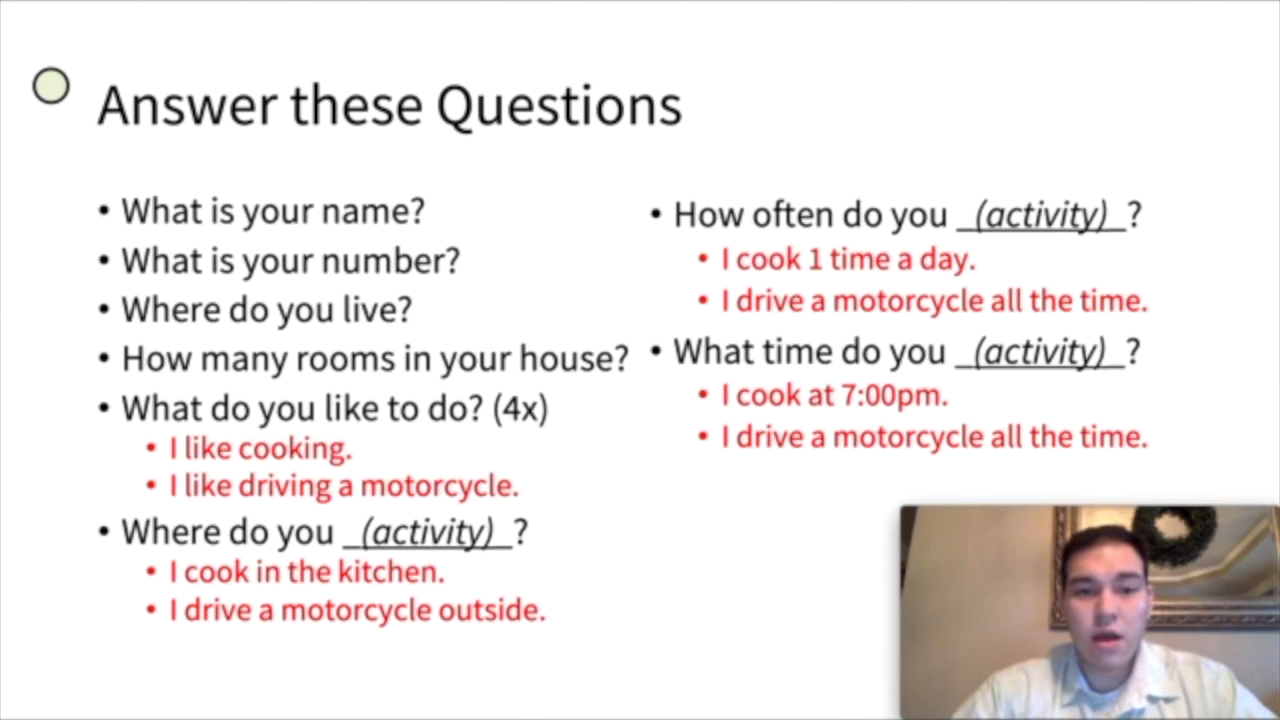 Answer these Questions
• What is your name?
• What is your number?
• Where do you live?
• How many rooms in your house?
• What do you like to do? (4x)
• I like cooking.
• I like driving a motorcycle.
• Where do you _(activity)_?
• I cook in the kitchen.
• I drive a motorcycle outside.
• How often do you _(activity)_?
• I cook 1 time a day.
• I drive a motorcycle all the time.
• What time do you _(activity)_?
• I cook at 7:00pm.
• I drive a motorcycle all the time.